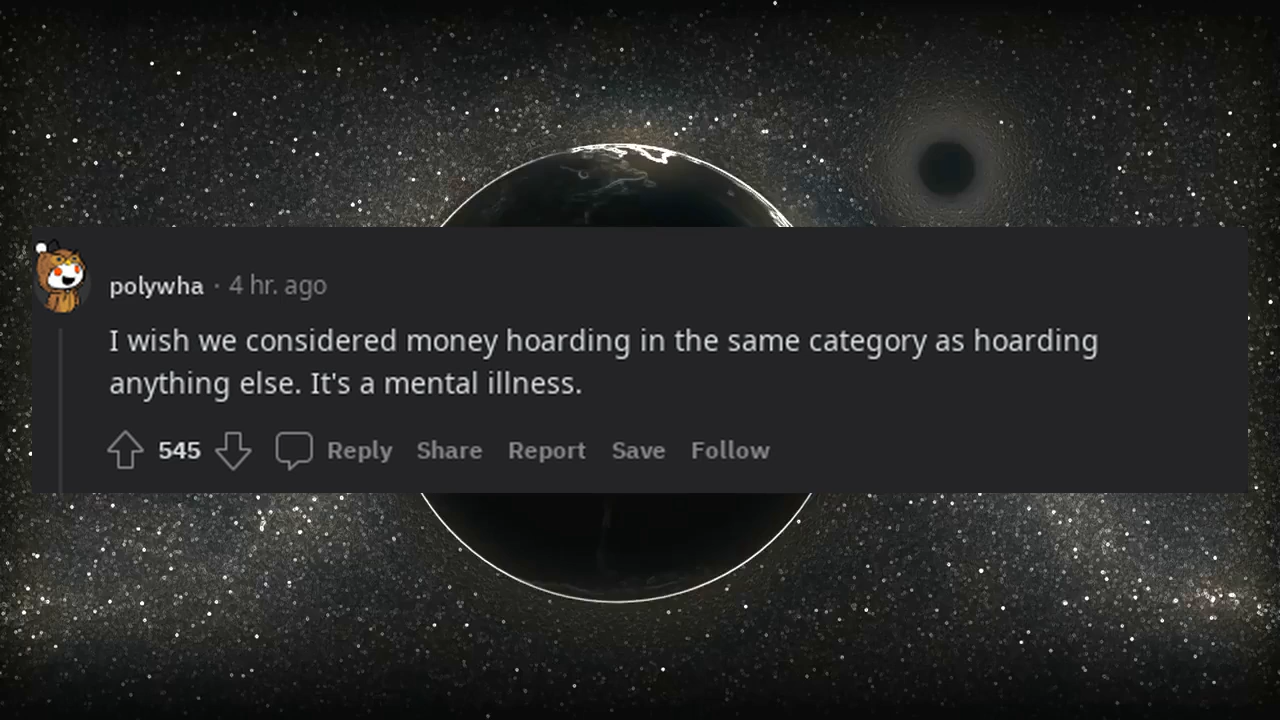 polywha · 4 hr. ago
I wish we considered money hoarding in the same category as hoarding
anything else. It's a mental illness.
545 Reply Share Report Save Follow